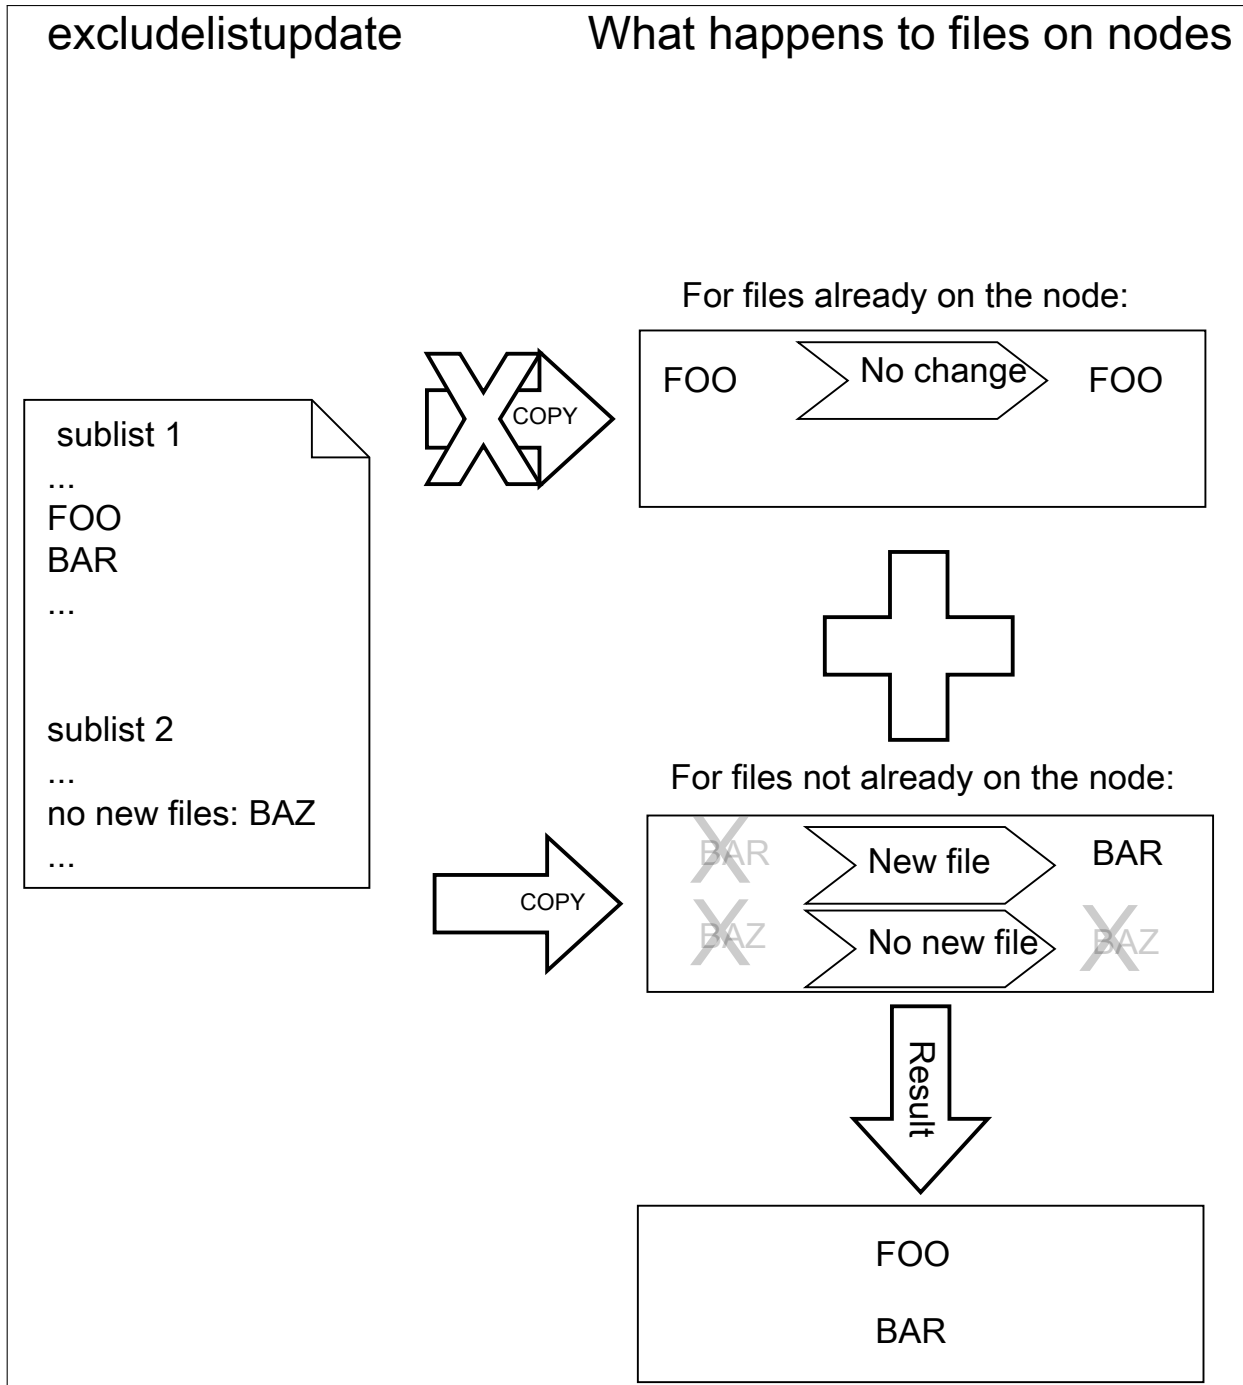 excludelistupdate
What happens to files on nodes
sublist 1
...
FOO
BAR
...
sublist 2
...
no new files: BAZ
...
COPY
For files already on the node:
FOO
No change
FOO
For files not already on the node:
COPY
BAR
New file
BAR
BAZ
No new file
BAZ
Result
FOO
BAR